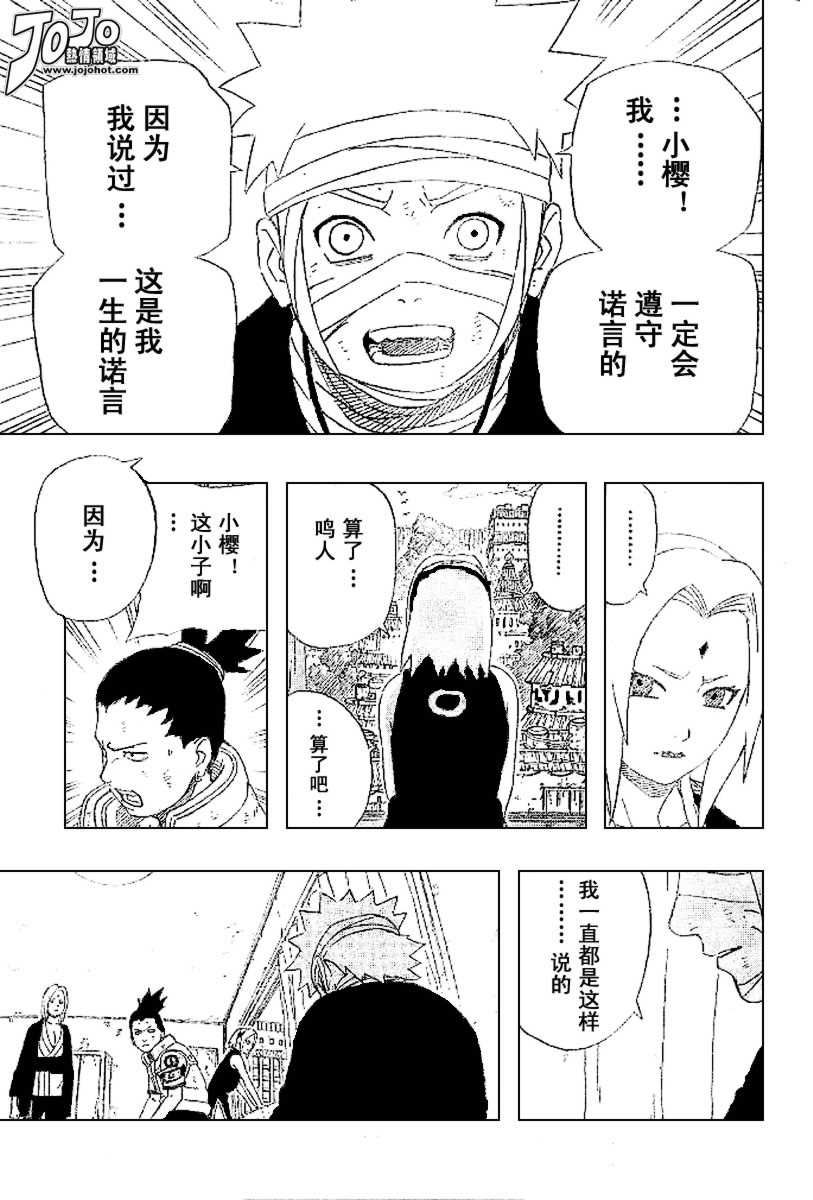 JOJO
熱情領域
www.jojohot.com
…小樱！
我……
一定会
遵守
诺言的
因为
我说过…
这是我
一生的诺言
………
…………
算了…
鸣人
…算了吧…
小樱！
这小子啊
…
因为…
我一直都是这样
…………说的